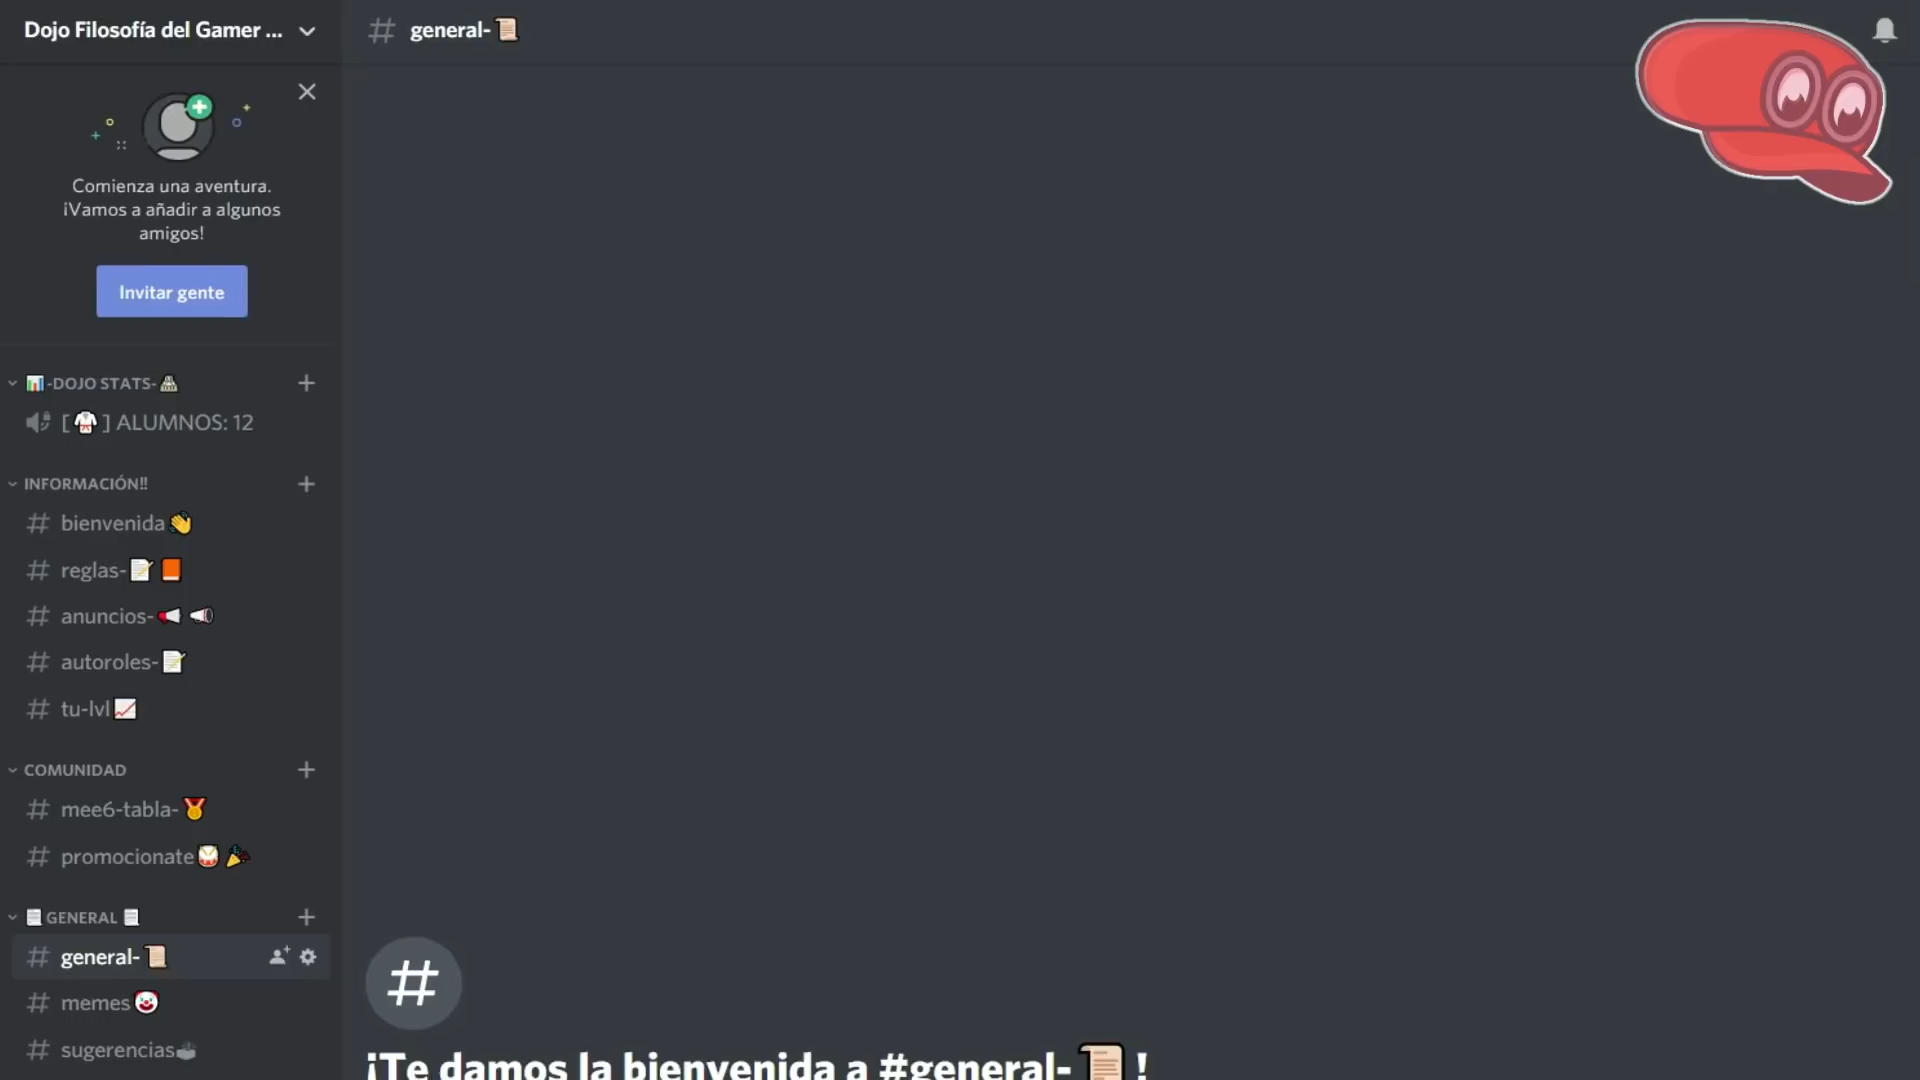 Dojo Filosofía del Gamer ...
general-📜
Comienza una aventura.
¡Vamos a añadir a algunos
amigos!
Invitar gente
📊-DOJO STATS-
[🥋] ALUMNOS: 12
INFORMACIÓN‼
bienvenida👋
reglas-📝📙
anuncios-📢
autoroles-📝
tu-lvl📈
COMUNIDAD
mee6-tabla-🏅
promocionate🥁🎉
📃GENERAL📃
general-📜
memes🤡
sugerencias🗳
¡Te damos la bienvenida a #general-📜!